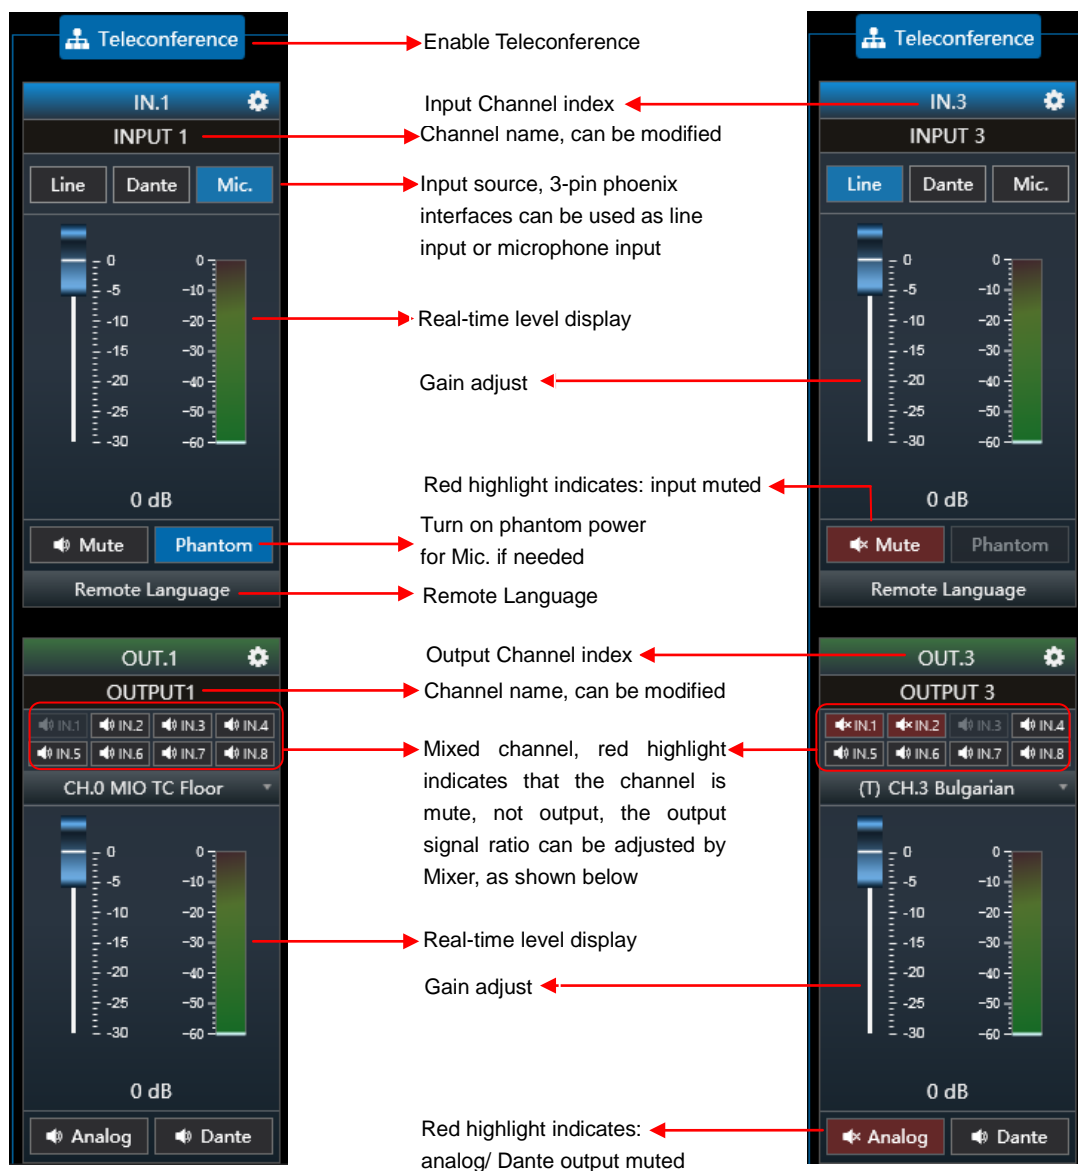 Teleconference
IN.1
INPUT 1
Line Dante Mic.
0 0
-5 -10
-10 -20
-15 -30
-20 -40
-25 -50
-30 -60
0 dB
Mute Phantom
Remote Language
OUT.1
OUTPUT1
IN.1 IN.2 IN.3 IN.4
IN.5 IN.6 IN.7 IN.8
CH.0 MIO TC Floor
0 0
-5 -10
-10 -20
-15 -30
-20 -40
-25 -50
-30 -60
0 dB
Analog Dante
Enable Teleconference
Input Channel index
Channel name, can be modified
Input source, 3-pin phoenix
interfaces can be used as line
input or microphone input
Real-time level display
Gain adjust
Red highlight indicates: input muted
Turn on phantom power
for Mic. if needed
Remote Language
Output Channel index
Channel name, can be modified
Mixed channel, red highlight
indicates that the channel is
mute, not output, the output
signal ratio can be adjusted by
Mixer, as shown below
Real-time level display
Gain adjust
Red highlight indicates:
analog/ Dante output muted
Teleconference
IN.3
INPUT 3
Line Dante Mic.
0 0
-5 -10
-10 -20
-15 -30
-20 -40
-25 -50
-30 -60
0 dB
Mute Phantom
Remote Language
OUT.3
OUTPUT 3
IN.1 IN.2 IN.3 IN.4
IN.5 IN.6 IN.7 IN.8
(T) CH.3 Bulgarian
0 0
-5 -10
-10 -20
-15 -30
-20 -40
-25 -50
-30 -60
0 dB
Analog Dante